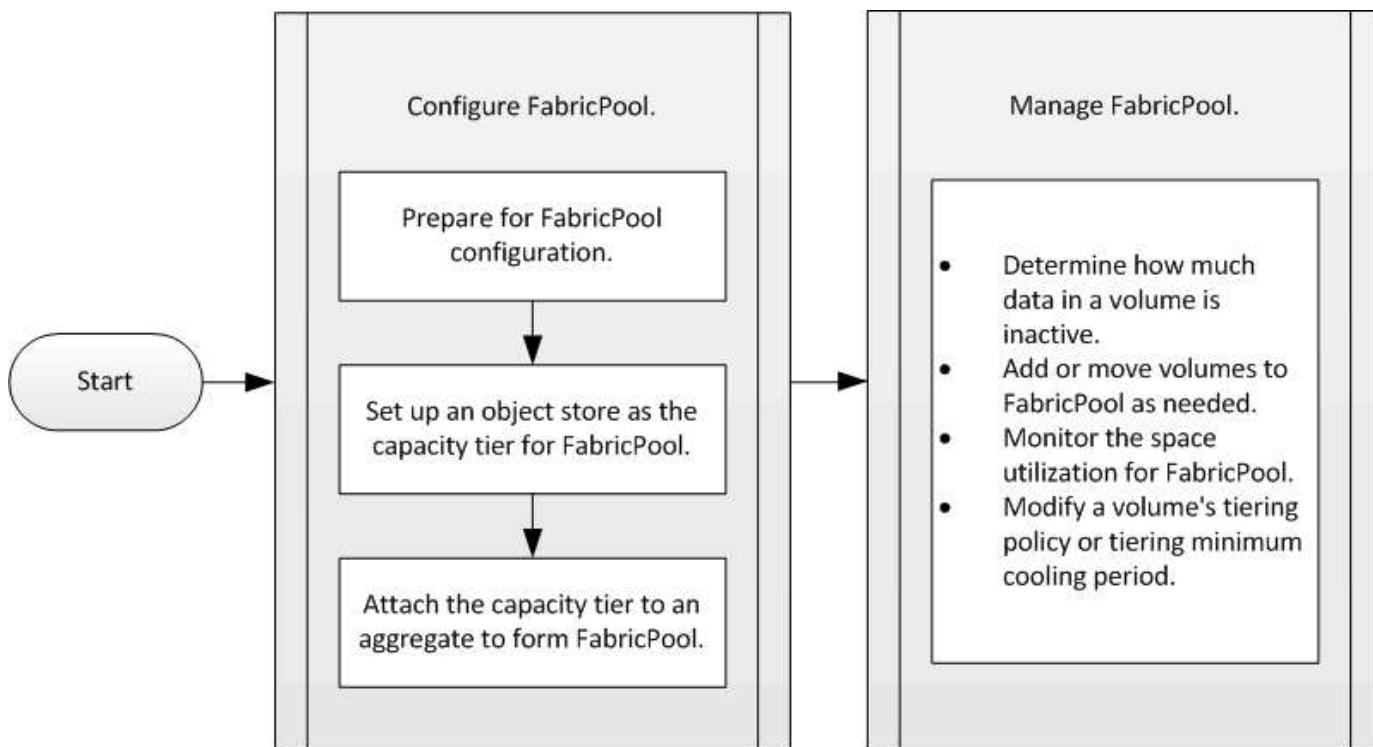 Start
Configure FabricPool.
Prepare for FabricPool
configuration.
Set up an object store as the
capacity tier for FabricPool.
Attach the capacity tier to an
aggregate to form FabricPool.
Manage FabricPool.
• Determine how much
data in a volume is
inactive.
• Add or move volumes to
FabricPool as needed.
• Monitor the space
utilization for FabricPool.
• Modify a volume's tiering
policy or tiering minimum
cooling period.